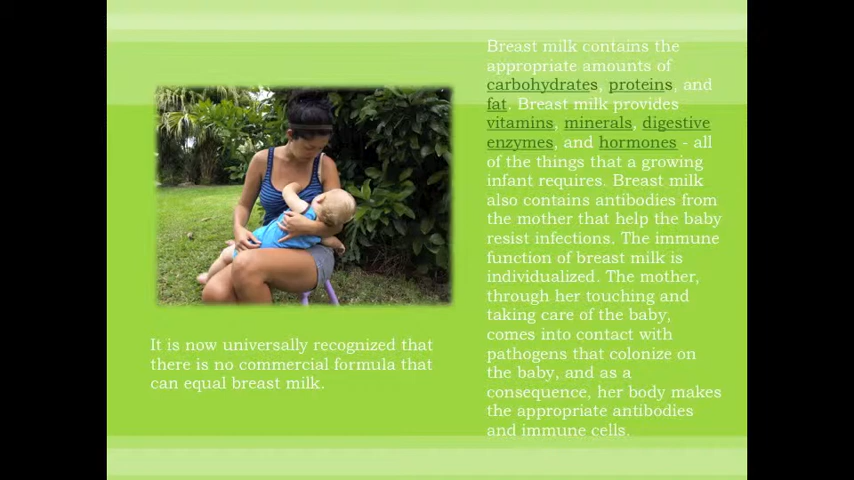 Breast milk contains the
appropriate amounts of
carbohydrates, proteins, and
fat. Breast milk provides
vitamins, minerals, digestive
enzymes, and hormones - all
of the things that a growing
infant requires. Breast milk
also contains antibodies from
the mother that help the baby
resist infections. The immune
function of breast milk is
individualized. The mother,
through her touching and
taking care of the baby,
comes into contact with
pathogens that colonize on
the baby, and as a
consequence, her body makes
the appropriate antibodies
and immune cells.
It is now universally recognized that
there is no commercial formula that
can equal breast milk.